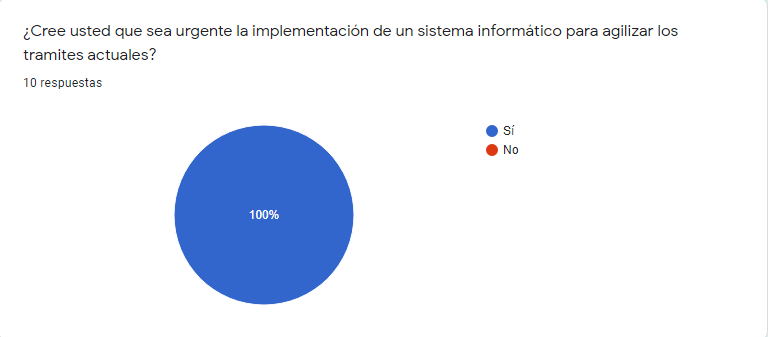 ¿Cree usted que sea urgente la implementación de un sistema informático para agilizar los
tramites actuales?
10 respuestas
Sí
No
100%